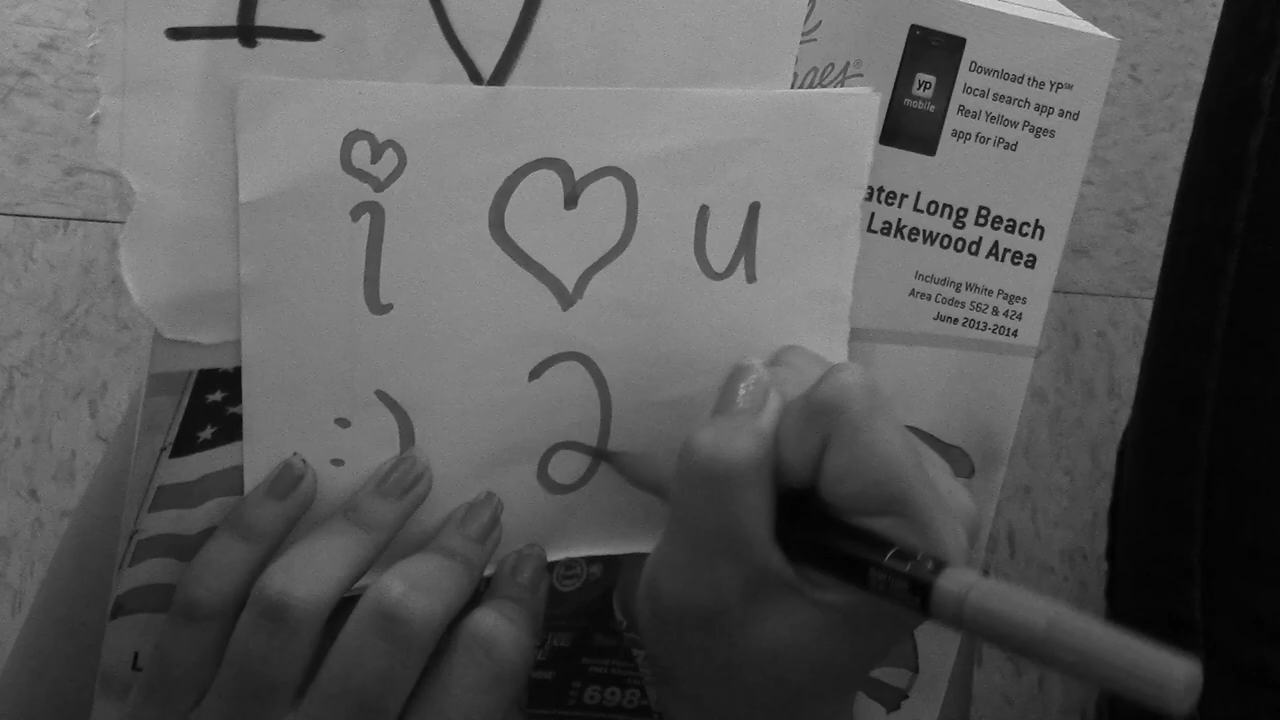 I V
i ♡ u
:) 2
ages®
yp
mobile
Download the YP℠
local search app and
Real Yellow Pages
app for iPad
ater Long Beach
Lakewood Area
Including White Pages
Area Codes 562 & 424
June 2013-2014
L
698-